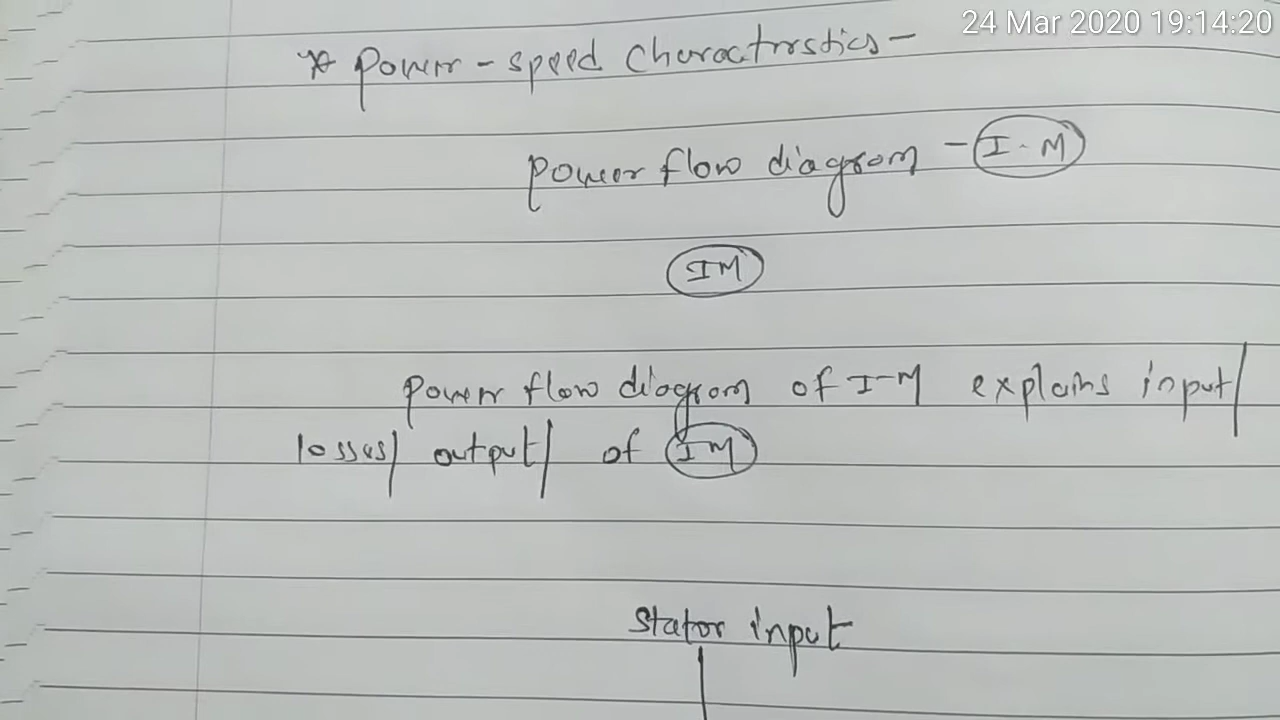 24 Mar 2020 19:14:20
* Power - speed Charactrrstics -
Power flow diagram - I-M
IM
Power flow diagram of I-M explains input/
losses/ output/ of IM
Stator input